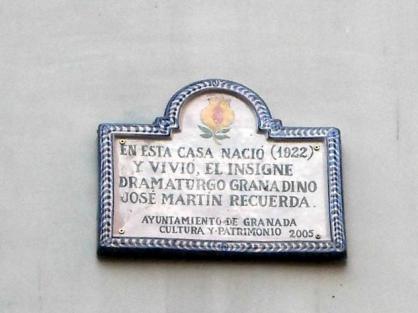 EN ESTA CASA NACIÓ (1922)
Y VIVIÓ, EL INSIGNE
DRAMATURGO GRANADINO
JOSÉ MARTÍN RECUERDA.
AYUNTAMIENTO DE GRANADA
CULTURA Y PATRIMONIO 2005